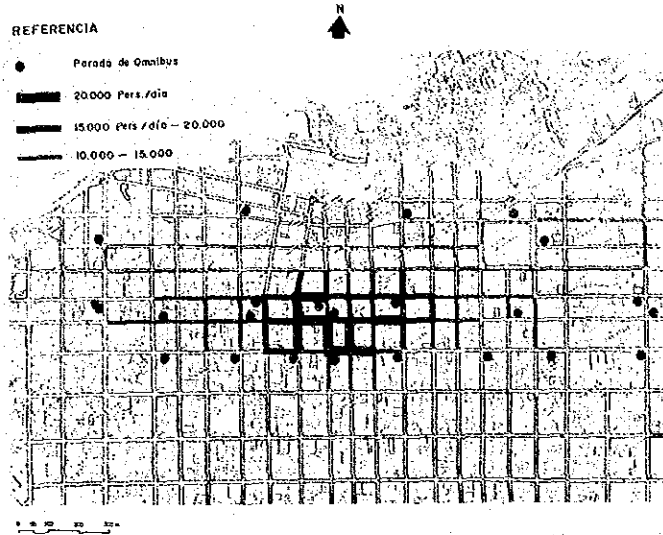 N
REFERENCIA
Parada de Omnibus
20.000 Pers./día
15.000 Pers./día - 20.000
10.000 - 15.000